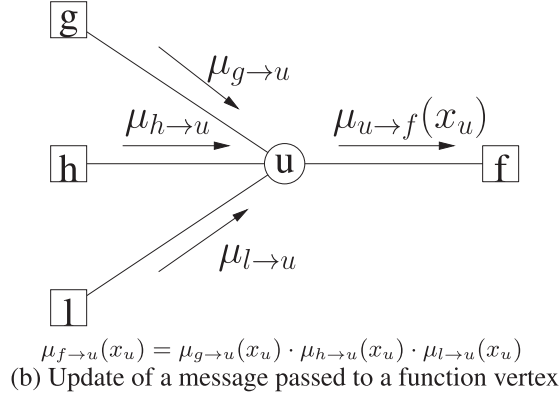 g
μ_{g→u}
μ_{h→u}
μ_{u→f}(x_u)
h
u
f
μ_{l→u}
l
μ_{f→u}(x_u) = μ_{g→u}(x_u) · μ_{h→u}(x_u) · μ_{l→u}(x_u)
(b) Update of a message passed to a function vertex